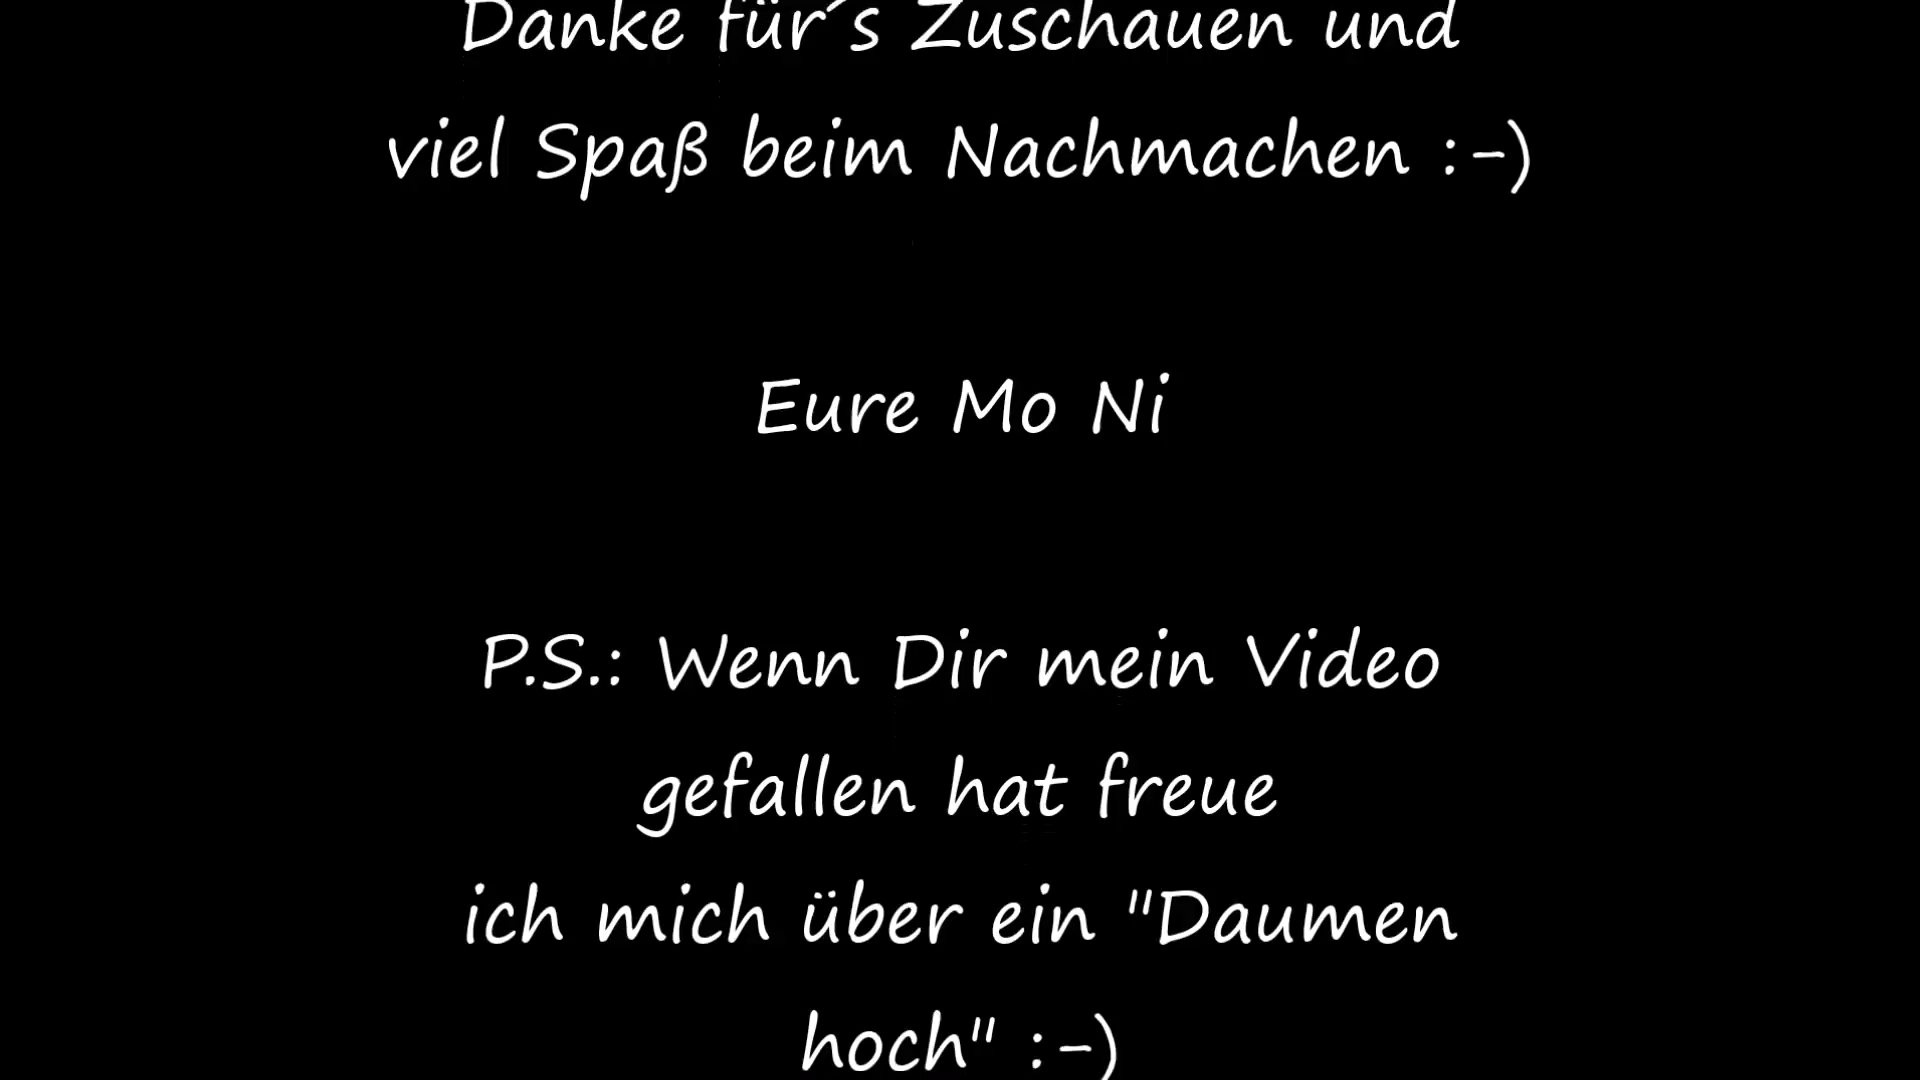 Danke für´s Zuschauen und
viel Spaß beim Nachmachen :-)
Eure Mo Ni
P.S.: Wenn Dir mein Video
gefallen hat freue
ich mich über ein "Daumen
hoch" :-)